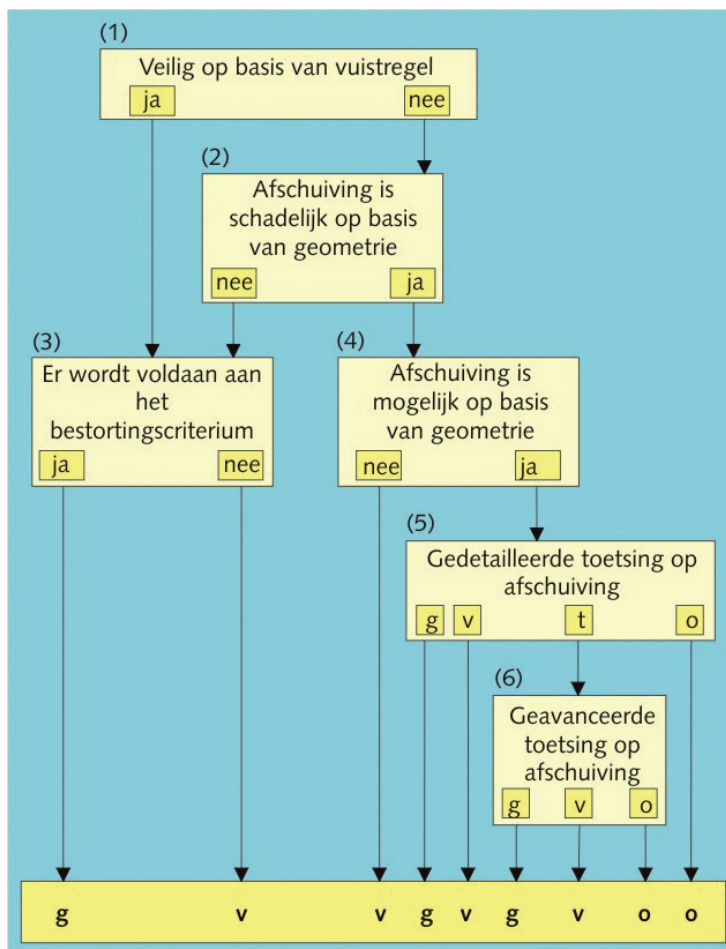 (1)
Veilig op basis van vuistregel
ja nee
(2)
Afschuiving is
schadelijk op basis
van geometrie
nee ja
(3)
Er wordt voldaan aan
het
bestortingscriterium
ja nee
(4)
Afschuiving is
mogelijk op basis
van geometrie
nee ja
(5)
Gedetailleerde toetsing op
afschuiving
g v t o
(6)
Geavanceerde
toetsing op
afschuiving
g v o
g v v g v g v o o